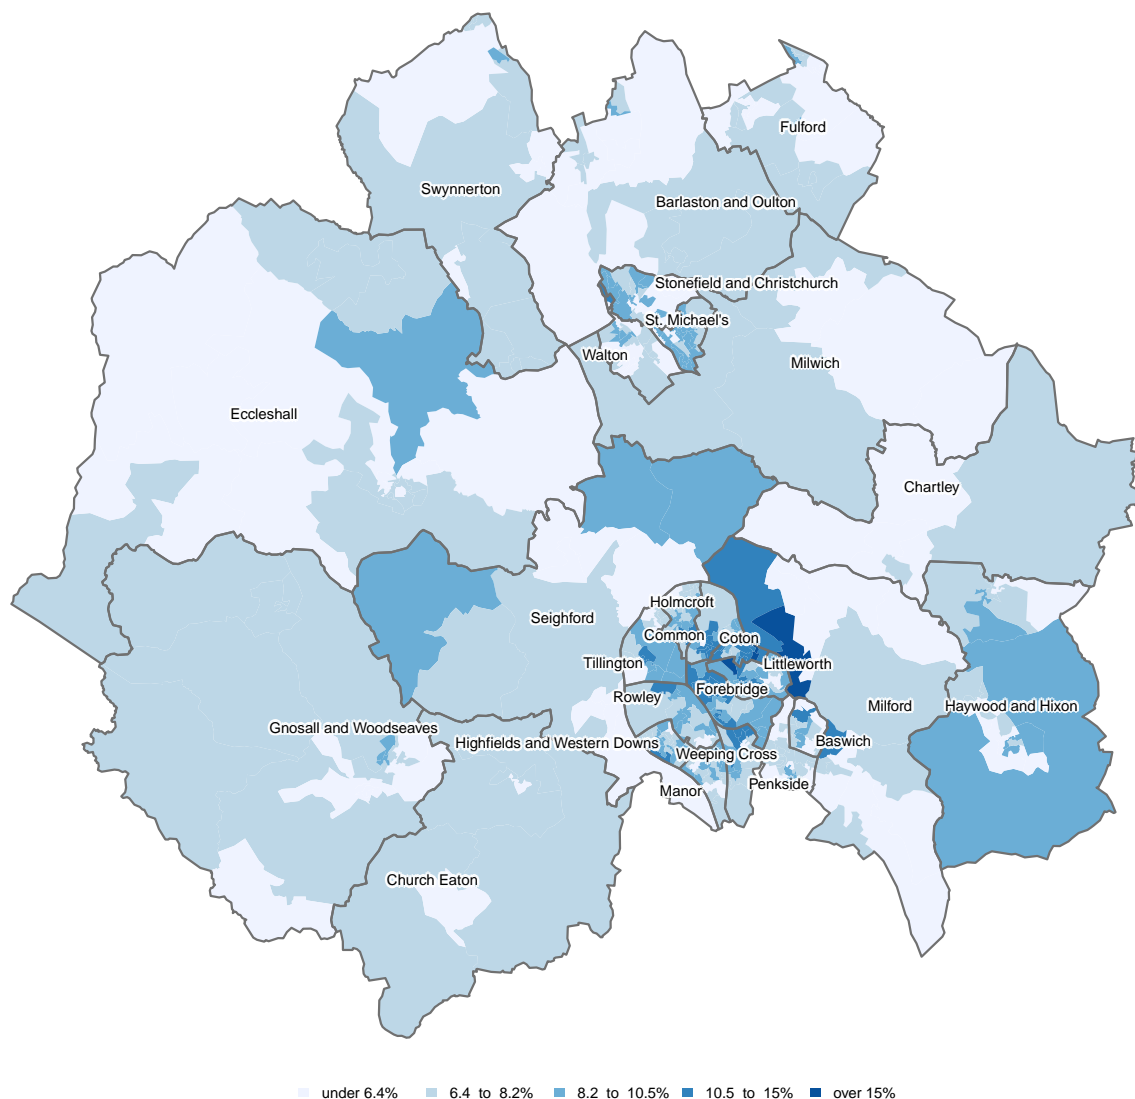 Fulford
Swynnerton
Barlaston and Oulton
Stonefield and Christchurch
St. Michael's
Walton
Milwich
Eccleshall
Chartley
Holmcroft
Seighford
Common
Coton
Tillington
Littleworth
Forebridge
Rowley
Milford
Haywood and Hixon
Gnosall and Woodseaves
Highfields and Western Downs
Baswich
Weeping Cross
Penkside
Manor
Church Eaton
under 6.4%
6.4 to 8.2%
8.2 to 10.5%
10.5 to 15%
over 15%